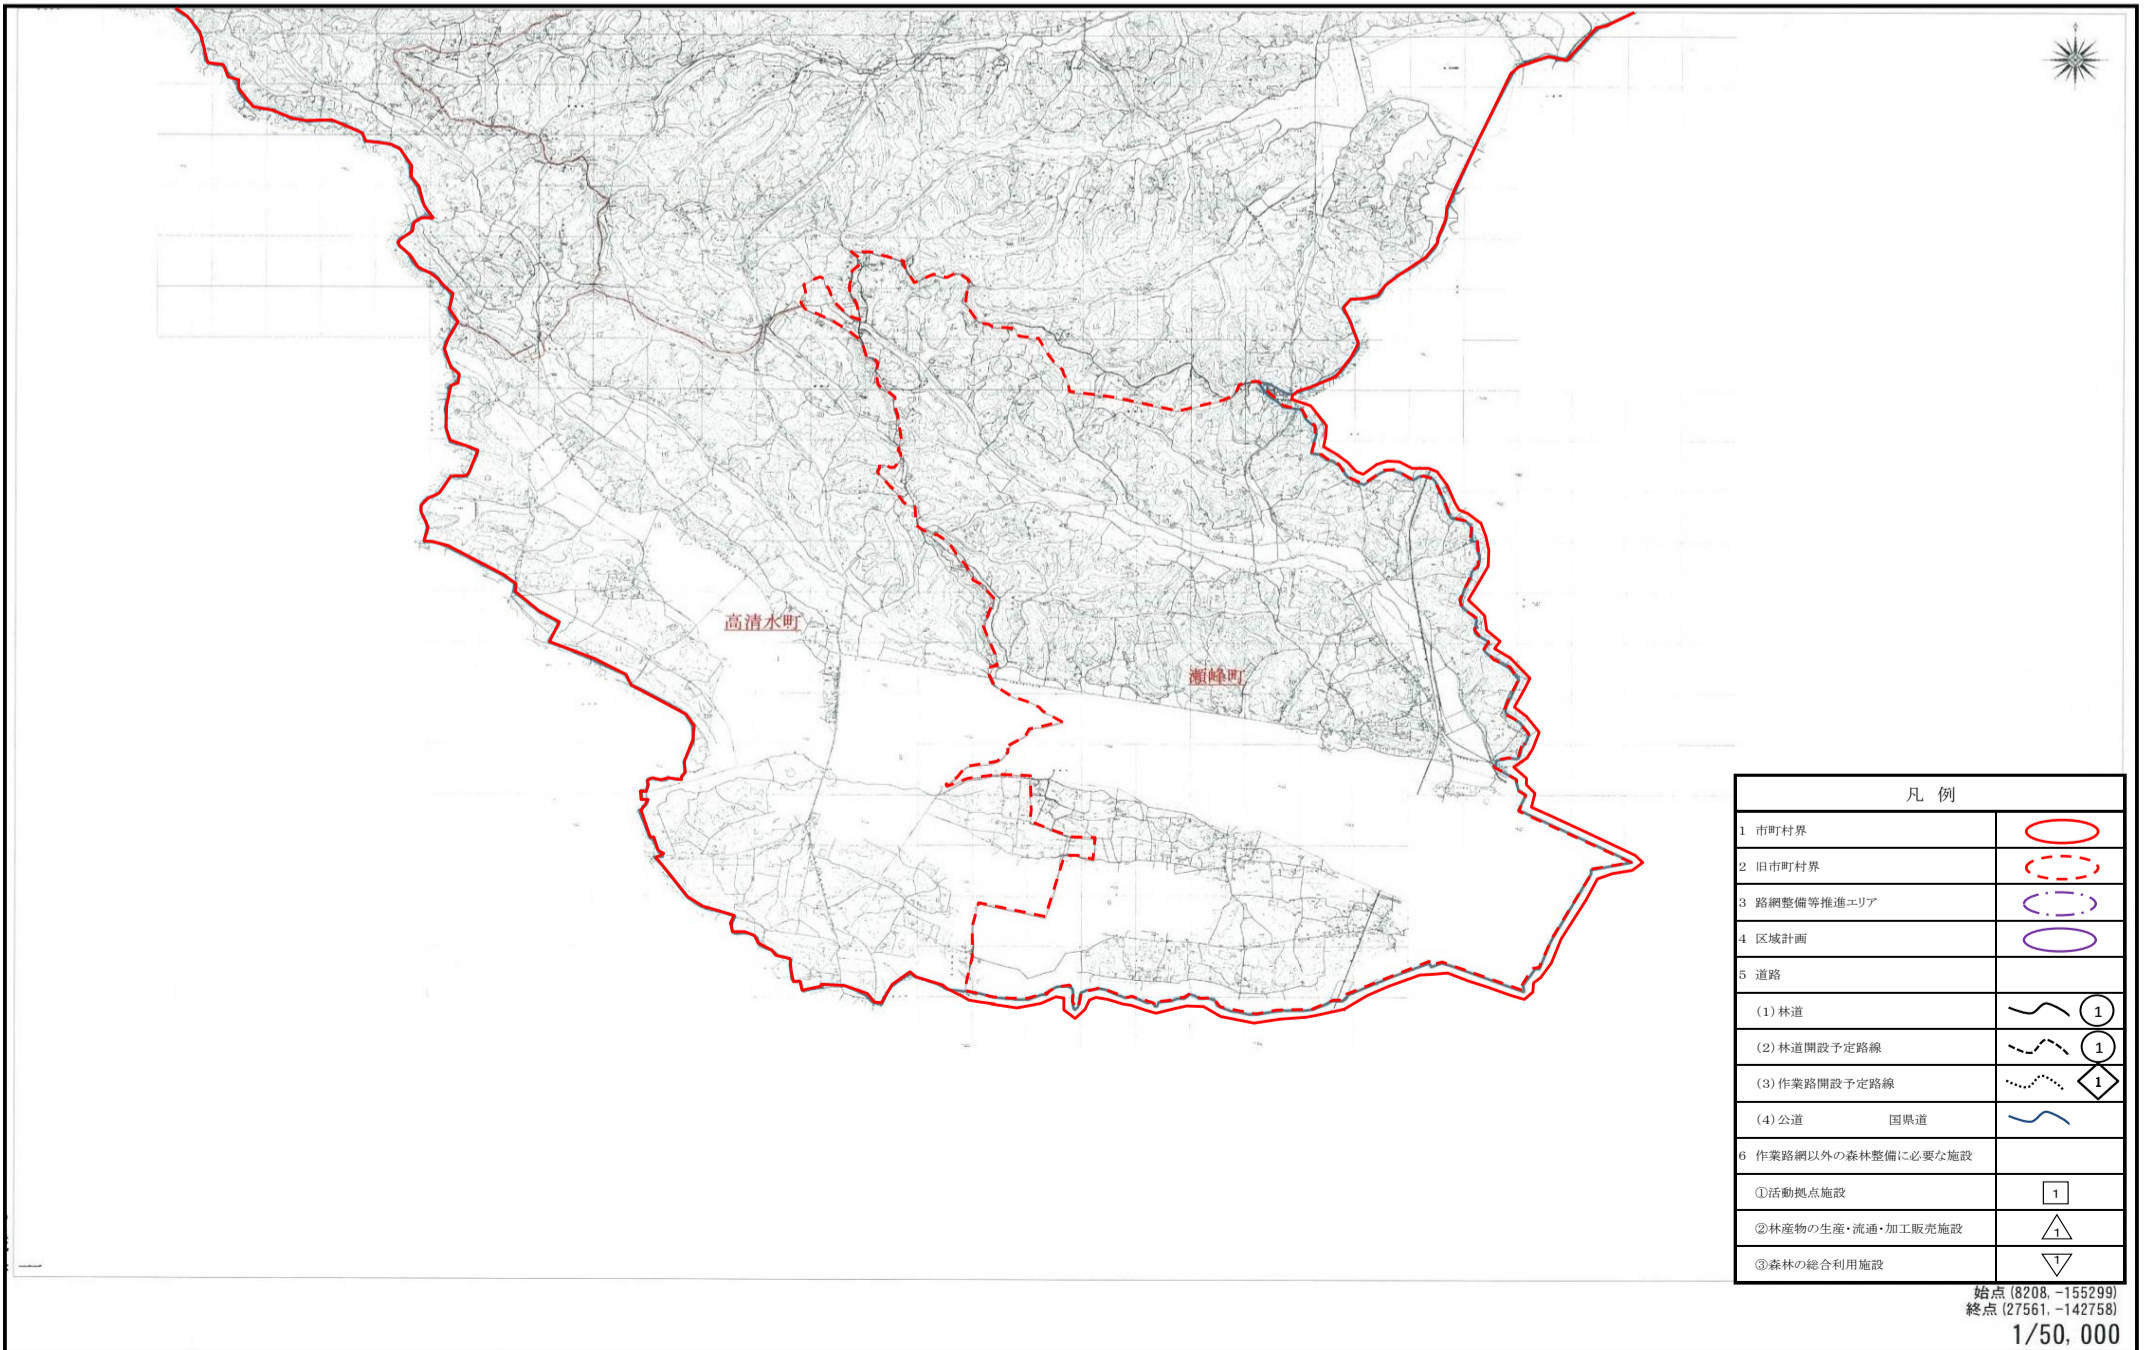 高清水町
瀬峰町
凡 例
1 市町村界
2 旧市町村界
3 路網整備等推進エリア
4 区域計画
5 道路
(1)林道 1
(2)林道開設予定路線 1
(3)作業路開設予定路線 1
(4)公道 国県道
6 作業路網以外の森林整備に必要な施設
①活動拠点施設 1
②林産物の生産・流通・加工販売施設 1
③森林の総合利用施設 1
始点 (8208, -155299)
終点 (27561, -142758)
1/50, 000